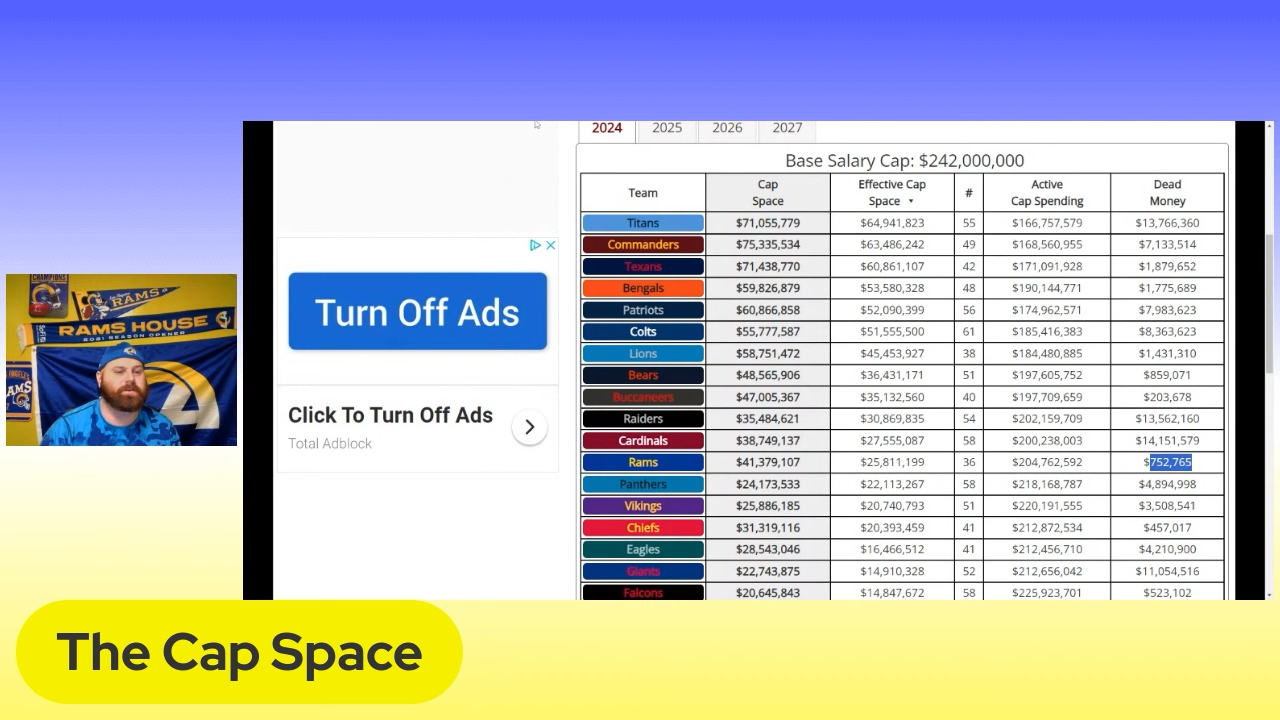 2024 2025 2026 2027
Base Salary Cap: $242,000,000
Team Cap Space Effective Cap Space ▼ # Active Cap Spending Dead Money
Titans $71,055,779 $64,941,823 55 $166,757,579 $13,766,360
Commanders $75,335,534 $63,486,242 49 $168,560,955 $7,133,514
Texans $71,438,770 $60,861,107 42 $171,091,928 $1,879,652
Bengals $59,826,879 $53,580,328 48 $190,144,771 $1,775,689
Patriots $60,866,858 $52,090,399 56 $174,962,571 $7,983,623
Colts $55,777,587 $51,555,500 61 $185,416,383 $8,363,623
Lions $58,751,472 $45,453,927 38 $184,480,885 $1,431,310
Bears $48,565,906 $36,431,171 51 $197,605,752 $859,071
Buccaneers $47,005,367 $35,132,560 40 $197,709,659 $203,678
Raiders $35,484,621 $30,869,835 54 $202,159,709 $13,562,160
Cardinals $38,749,137 $27,555,087 58 $200,238,003 $14,151,579
Rams $41,379,107 $25,811,199 36 $204,762,592 $752,765
Panthers $24,173,533 $22,113,267 58 $218,168,787 $4,894,998
Vikings $25,886,185 $20,740,793 51 $220,191,555 $3,508,541
Chiefs $31,319,116 $20,393,459 41 $212,872,534 $457,017
Eagles $28,543,046 $16,466,512 41 $212,456,710 $4,210,900
Giants $22,743,875 $14,910,328 52 $212,656,042 $11,054,516
Falcons $20,645,843 $14,847,672 58 $225,923,701 $523,102
Turn Off Ads
Click To Turn Off Ads
Total Adblock
CHAMPIONS
RAMS
RAMS HOUSE
2021 SEASON OPENER
The Cap Space